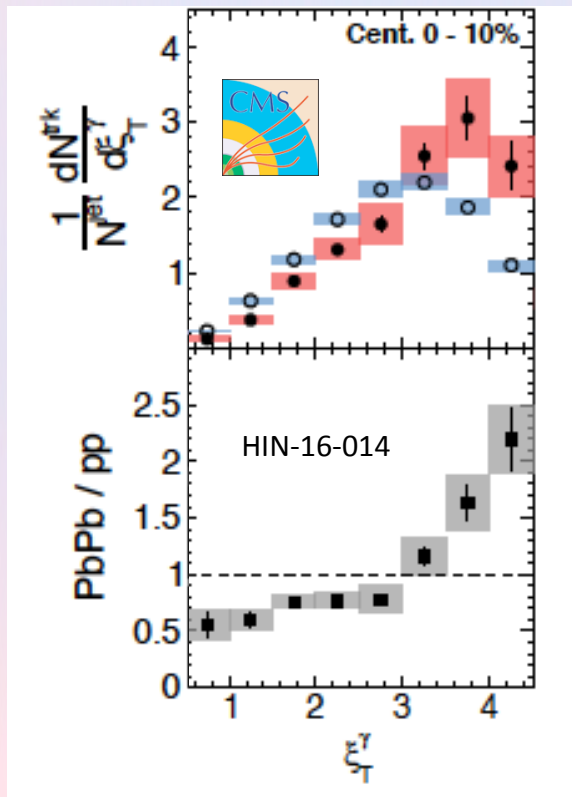 Cent. 0 - 10%
CMS
1 dN^trk
N^jet dξ_T^γ
4
3
2
1
PbPb / pp
HIN-16-014
2.5
2
1.5
1
0.5
0
1 2 3 4
ξ_T^γ